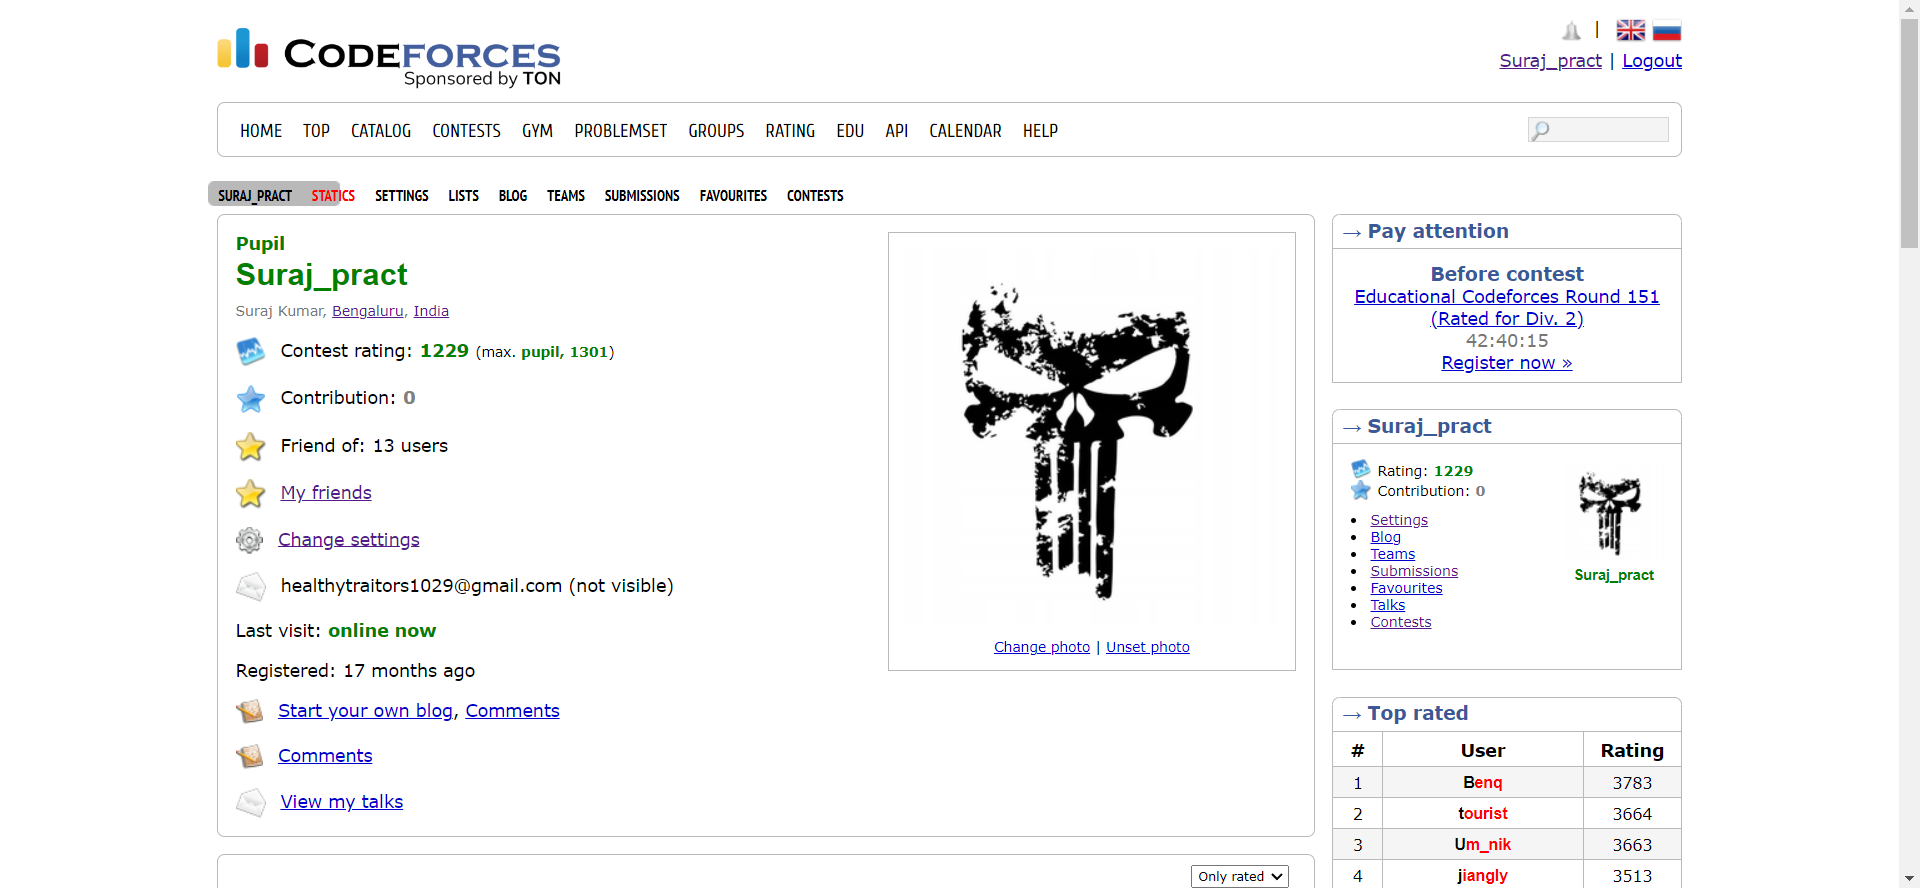 CODEFORCES
Sponsored by TON
|
Suraj_pract | Logout
HOME TOP CATALOG CONTESTS GYM PROBLEMSET GROUPS RATING EDU API CALENDAR HELP
SURAJ_PRACT STATICS SETTINGS LISTS BLOG TEAMS SUBMISSIONS FAVOURITES CONTESTS
Pupil
Suraj_pract
Suraj Kumar, Bengaluru, India
Contest rating: 1229 (max. pupil, 1301)
Contribution: 0
Friend of: 13 users
My friends
Change settings
healthytraitors1029@gmail.com (not visible)
Last visit: online now
Registered: 17 months ago
Start your own blog, Comments
Comments
View my talks
Change photo | Unset photo
Only rated
→ Pay attention
Before contest
Educational Codeforces Round 151
(Rated for Div. 2)
42:40:15
Register now »
→ Suraj_pract
Rating: 1229
Contribution: 0
Settings
Blog
Teams
Submissions
Favourites
Talks
Contests
Suraj_pract
→ Top rated
# User Rating
1 Benq 3783
2 tourist 3664
3 Um_nik 3663
4 jiangly 3513